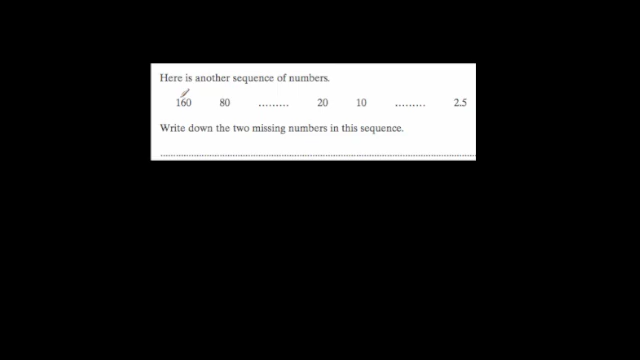 Here is another sequence of numbers.
160 80 ......... 20 10 ......... 2.5
Write down the two missing numbers in this sequence.